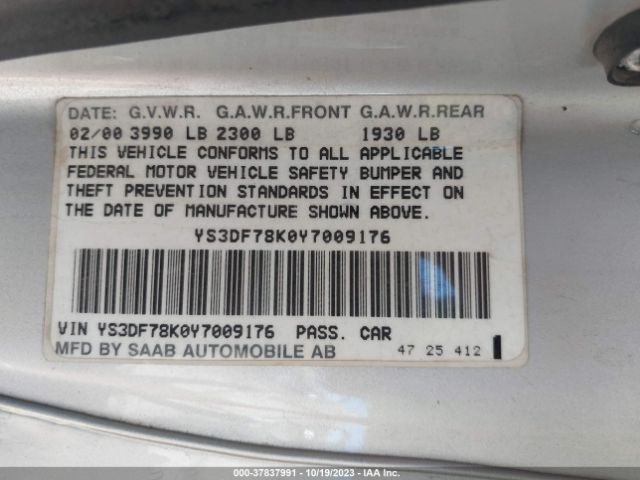 DATE: G.V.W.R. G.A.W.R.FRONT G.A.W.R.REAR
02/00 3990 LB 2300 LB 1930 LB
THIS VEHICLE CONFORMS TO ALL APPLICABLE
FEDERAL MOTOR VEHICLE SAFETY BUMPER AND
THEFT PREVENTION STANDARDS IN EFFECT ON
THE DATE OF MANUFACTURE SHOWN ABOVE.
YS3DF78K0Y7009176
VIN YS3DF78K0Y7009176 PASS. CAR
MFD BY SAAB AUTOMOBILE AB 47 25 412
000-37837991 - 10/19/2023 - IAAI.com